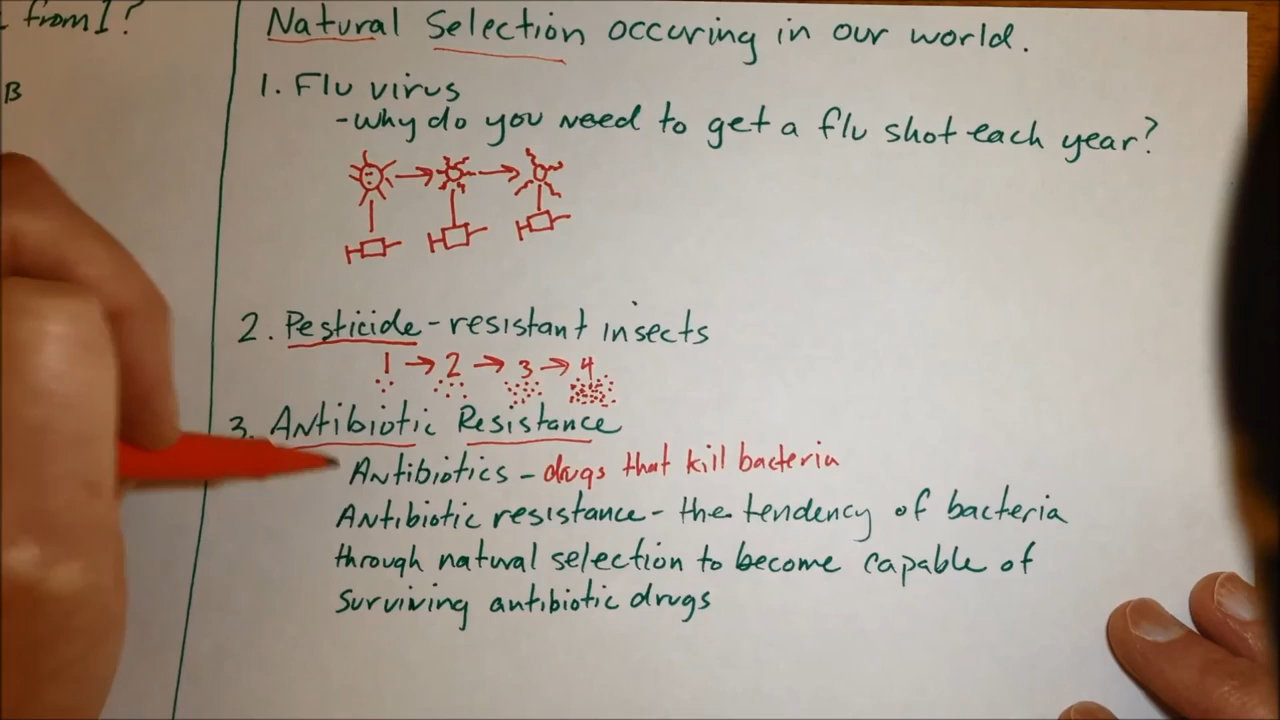 from I?
B
Natural Selection occuring in our world.
1. Flu virus
- Why do you need to get a flu shot each year?
2. Pesticide-resistant insects
1 → 2 → 3 → 4
3. Antibiotic Resistance
Antibiotics - drugs that kill bacteria
Antibiotic resistance - the tendency of bacteria
through natural selection to become capable of
surviving antibiotic drugs